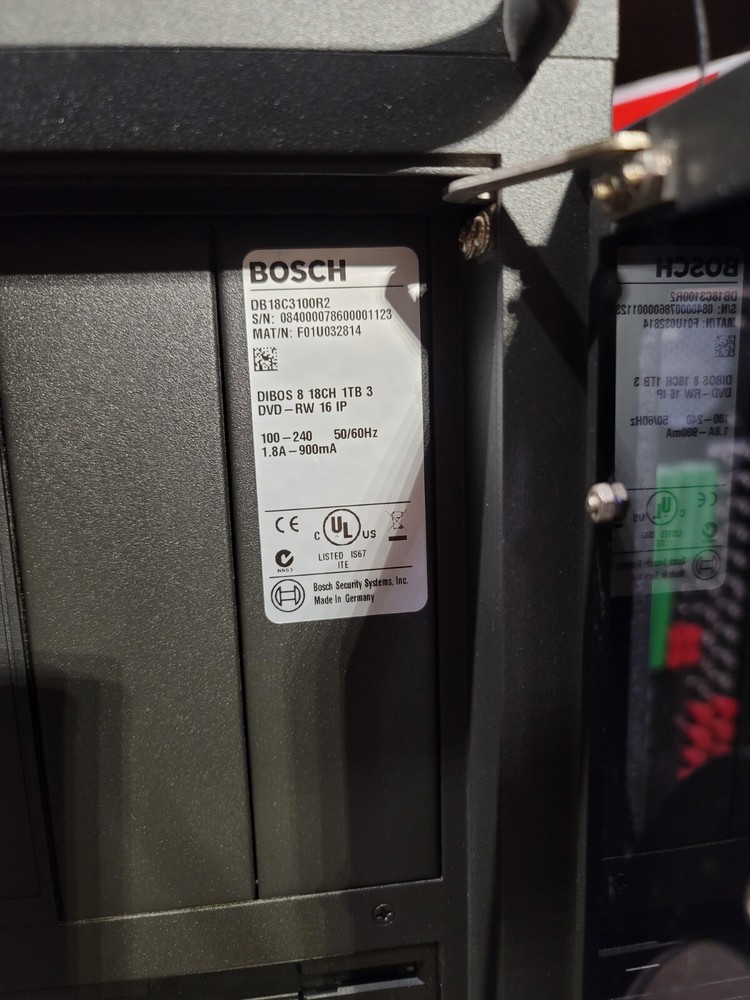 BOSCH
DB18C3100R2
S/N: 084000078600001123
MAT/N: F01U032814
DIBOS 8 18CH 1TB 3
DVD-RW 16 IP
100-240 50/60Hz
1.8A-900mA
CE
C UL US
LISTED IS67
ITE
N663
Bosch Security Systems, Inc.
Made in Germany